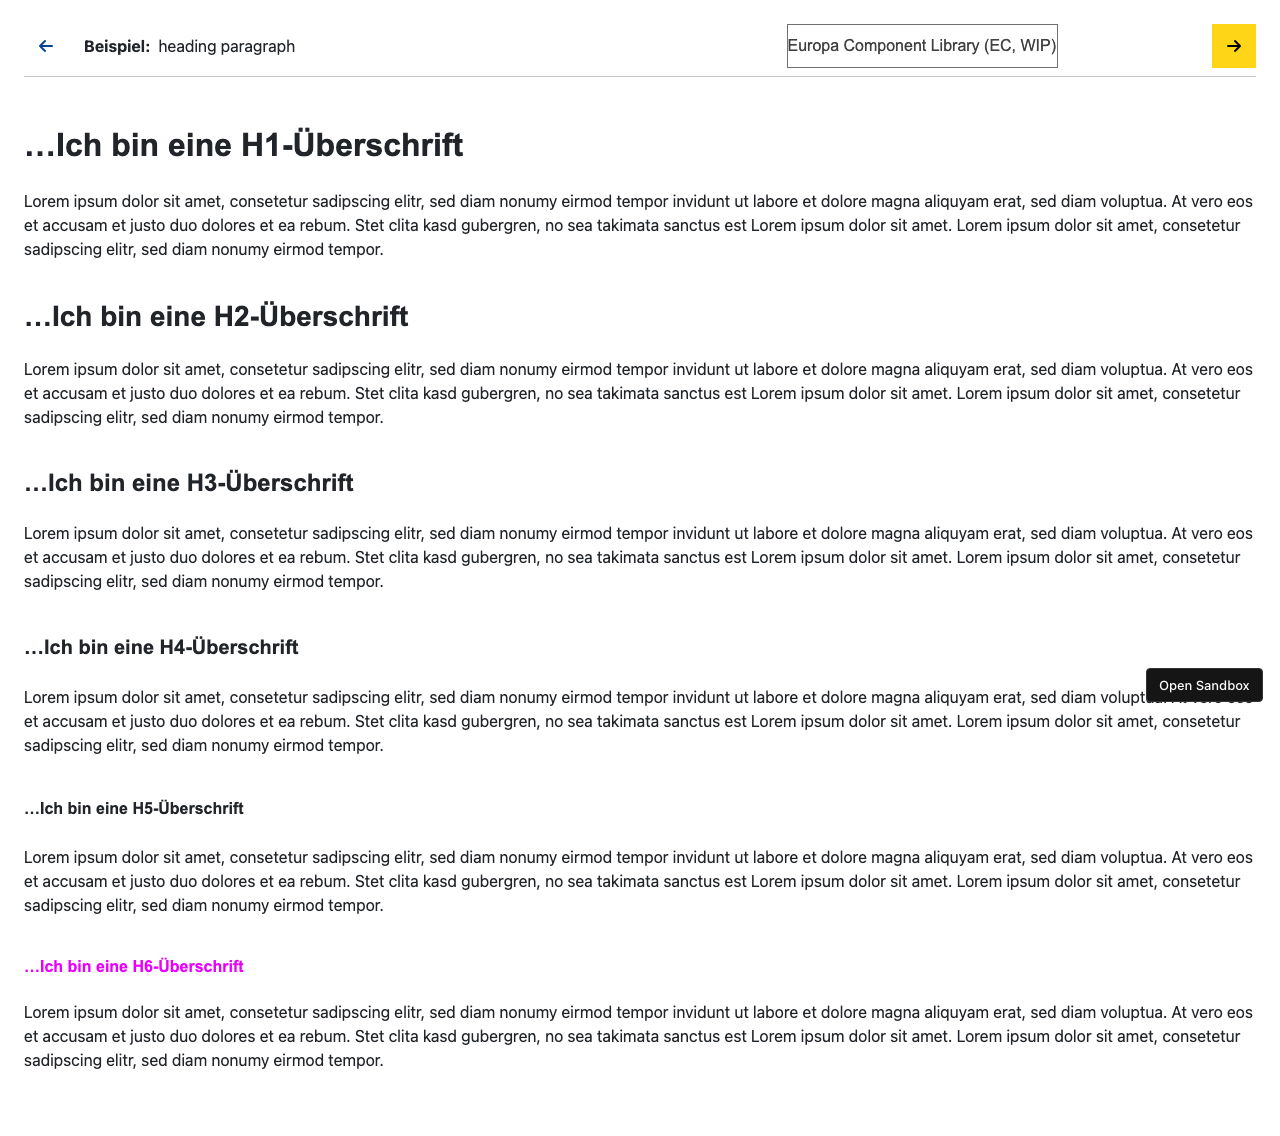 Beispiel: heading paragraph
Europa Component Library (EC, WIP)
…Ich bin eine H1-Überschrift
Lorem ipsum dolor sit amet, consetetur sadipscing elitr, sed diam nonumy eirmod tempor invidunt ut labore et dolore magna aliquyam erat, sed diam voluptua. At vero eos
et accusam et justo duo dolores et ea rebum. Stet clita kasd gubergren, no sea takimata sanctus est Lorem ipsum dolor sit amet. Lorem ipsum dolor sit amet, consetetur
sadipscing elitr, sed diam nonumy eirmod tempor.
…Ich bin eine H2-Überschrift
Lorem ipsum dolor sit amet, consetetur sadipscing elitr, sed diam nonumy eirmod tempor invidunt ut labore et dolore magna aliquyam erat, sed diam voluptua. At vero eos
et accusam et justo duo dolores et ea rebum. Stet clita kasd gubergren, no sea takimata sanctus est Lorem ipsum dolor sit amet. Lorem ipsum dolor sit amet, consetetur
sadipscing elitr, sed diam nonumy eirmod tempor.
…Ich bin eine H3-Überschrift
Lorem ipsum dolor sit amet, consetetur sadipscing elitr, sed diam nonumy eirmod tempor invidunt ut labore et dolore magna aliquyam erat, sed diam voluptua. At vero eos
et accusam et justo duo dolores et ea rebum. Stet clita kasd gubergren, no sea takimata sanctus est Lorem ipsum dolor sit amet. Lorem ipsum dolor sit amet, consetetur
sadipscing elitr, sed diam nonumy eirmod tempor.
…Ich bin eine H4-Überschrift
Open Sandbox
Lorem ipsum dolor sit amet, consetetur sadipscing elitr, sed diam nonumy eirmod tempor invidunt ut labore et dolore magna aliquyam erat, sed diam
et accusam et justo duo dolores et ea rebum. Stet clita kasd gubergren, no sea takimata sanctus est Lorem ipsum dolor sit amet. Lorem ipsum dolor sit amet, consetetur
sadipscing elitr, sed diam nonumy eirmod tempor.
…Ich bin eine H5-Überschrift
Lorem ipsum dolor sit amet, consetetur sadipscing elitr, sed diam nonumy eirmod tempor invidunt ut labore et dolore magna aliquyam erat, sed diam voluptua. At vero eos
et accusam et justo duo dolores et ea rebum. Stet clita kasd gubergren, no sea takimata sanctus est Lorem ipsum dolor sit amet. Lorem ipsum dolor sit amet, consetetur
sadipscing elitr, sed diam nonumy eirmod tempor.
…Ich bin eine H6-Überschrift
Lorem ipsum dolor sit amet, consetetur sadipscing elitr, sed diam nonumy eirmod tempor invidunt ut labore et dolore magna aliquyam erat, sed diam voluptua. At vero eos
et accusam et justo duo dolores et ea rebum. Stet clita kasd gubergren, no sea takimata sanctus est Lorem ipsum dolor sit amet. Lorem ipsum dolor sit amet, consetetur
sadipscing elitr, sed diam nonumy eirmod tempor.